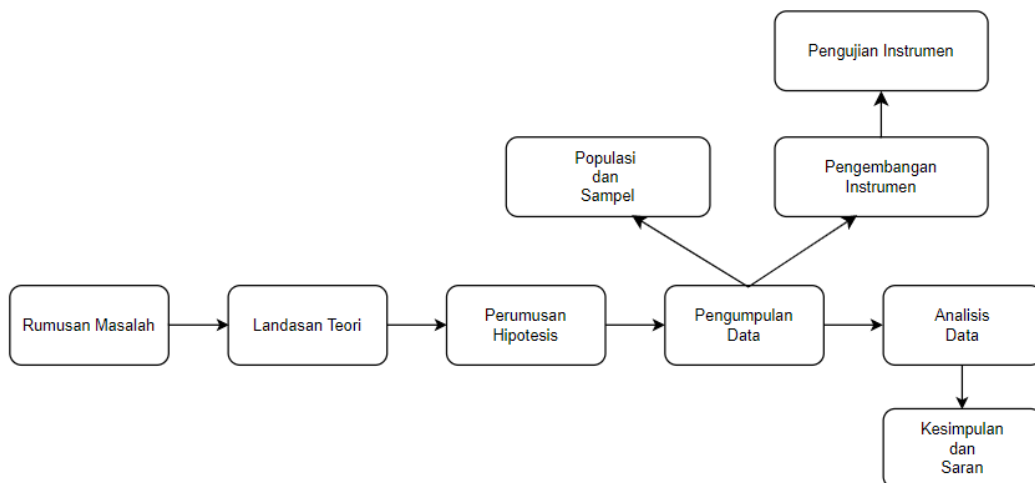 Pengujian Instrumen
Populasi
dan
Sampel
Pengembangan
Instrumen
Rumusan Masalah
Landasan Teori
Perumusan
Hipotesis
Pengumpulan
Data
Analisis
Data
Kesimpulan
dan
Saran